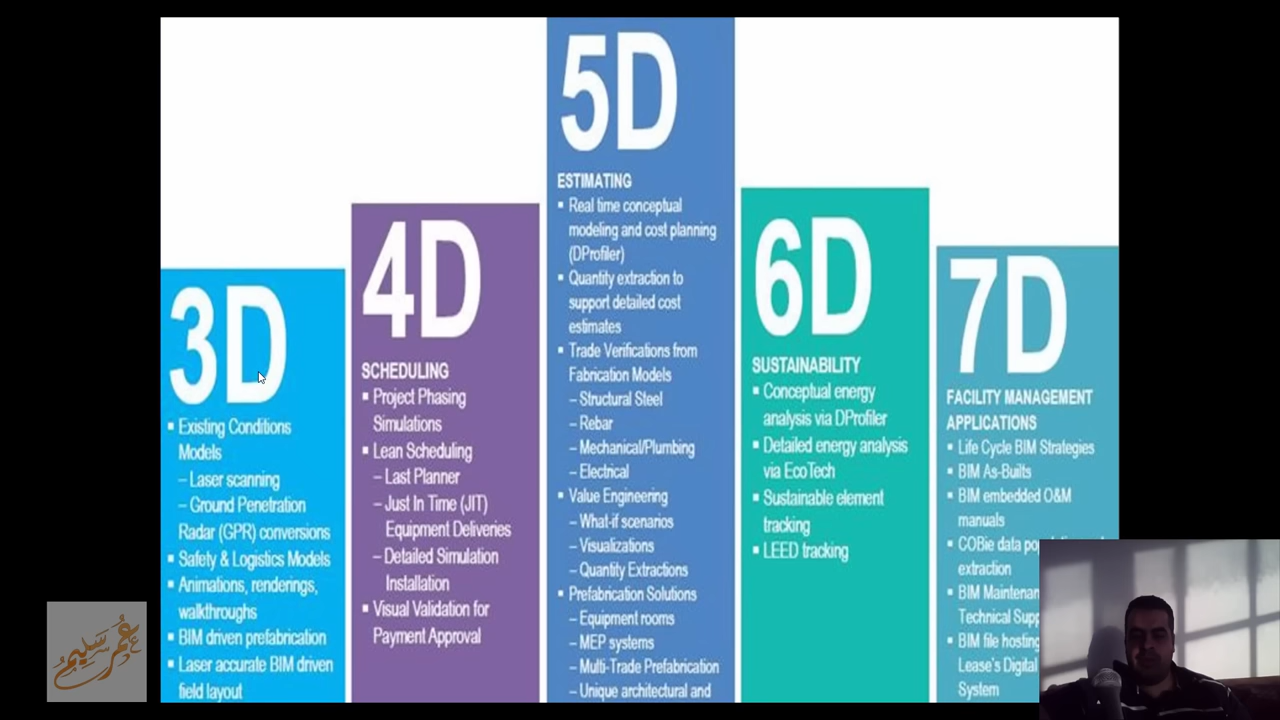 3D
▪ Existing Conditions
Models
– Laser scanning
– Ground Penetration
Radar (GPR) conversions
▪ Safety & Logistics Models
▪ Animations, renderings,
walkthroughs
▪ BIM driven prefabrication
▪ Laser accurate BIM driven
field layout
4D
SCHEDULING
▪ Project Phasing
Simulations
▪ Lean Scheduling
– Last Planner
– Just In Time (JIT)
Equipment Deliveries
– Detailed Simulation
Installation
▪ Visual Validation for
Payment Approval
5D
ESTIMATING
▪ Real time conceptual
modeling and cost planning
(DProfiler)
▪ Quantity extraction to
support detailed cost
estimates
▪ Trade Verifications from
Fabrication Models
– Structural Steel
– Rebar
– Mechanical/Plumbing
– Electrical
▪ Value Engineering
– What-if scenarios
– Visualizations
– Quantity Extractions
▪ Prefabrication Solutions
– Equipment rooms
– MEP systems
– Multi-Trade Prefabrication
– Unique architectural and
6D
SUSTAINABILITY
▪ Conceptual energy
analysis via DProfiler
▪ Detailed energy analysis
via EcoTech
▪ Sustainable element
tracking
▪ LEED tracking
7D
FACILITY MANAGEMENT
APPLICATIONS
▪ Life Cycle BIM Strategies
▪ BIM As-Builts
▪ BIM embedded O&M
manuals
▪ COBie data
extraction
▪ BIM
Technical
▪ BIM file hosting
Lease's Digital
System
عمر سليم